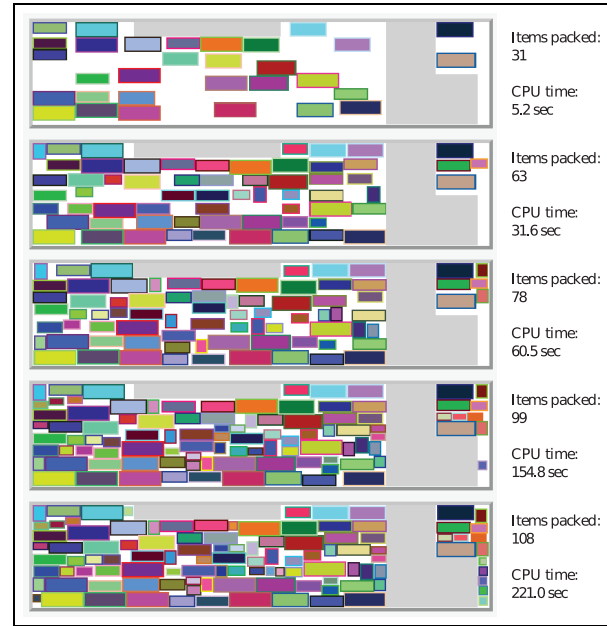 Items packed:
31
CPU time:
5.2 sec
Items packed:
63
CPU time:
31.6 sec
Items packed:
78
CPU time:
60.5 sec
Items packed:
99
CPU time:
154.8 sec
Items packed:
108
CPU time:
221.0 sec